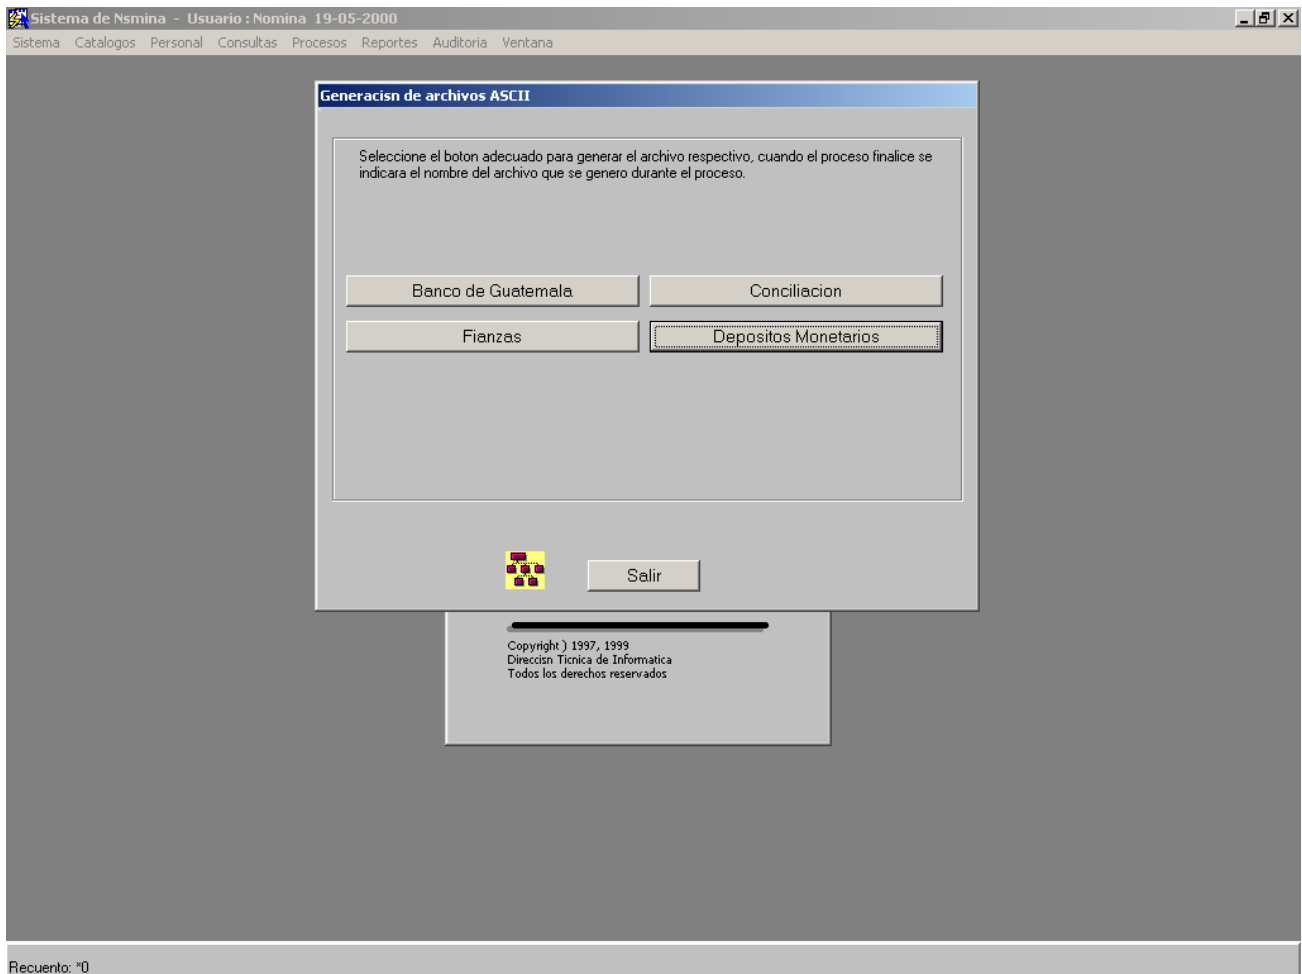 Sistema de Nsmina - Usuario : Nomina 19-05-2000
Sistema Catalogos Personal Consultas Procesos Reportes Auditoria Ventana
Generacisn de archivos ASCII
Seleccione el boton adecuado para generar el archivo respectivo, cuando el proceso finalice se
indicara el nombre del archivo que se genero durante el proceso.
Banco de Guatemala Conciliacion
Fianzas Depositos Monetarios
Salir
Copyright ) 1997, 1999
Direccisn Ticnica de Informatica
Todos los derechos reservados
Recuento: *0